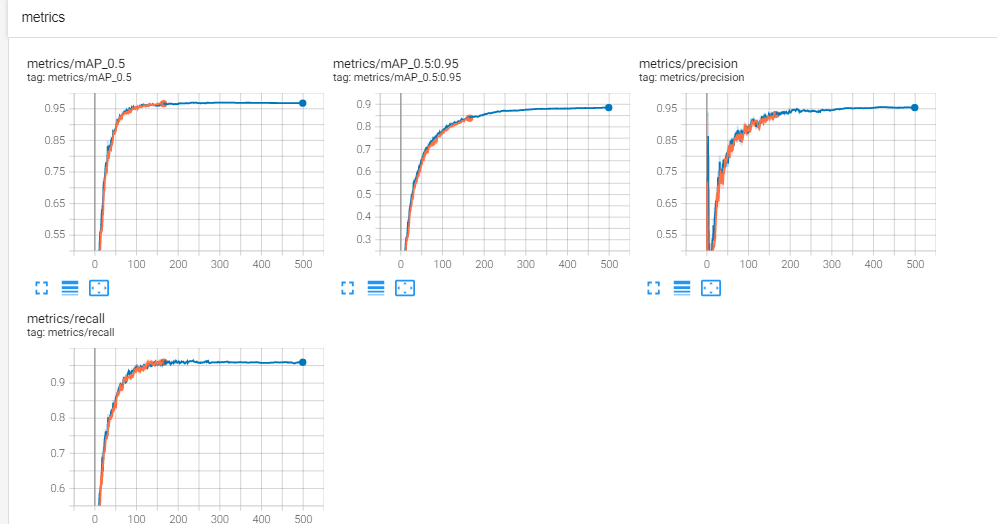 metrics
metrics/mAP_0.5
tag: metrics/mAP_0.5
0.95
0.85
0.75
0.65
0.55
0 100 200 300 400 500
metrics/mAP_0.5:0.95
tag: metrics/mAP_0.5:0.95
0.9
0.8
0.7
0.6
0.5
0.4
0.3
0 100 200 300 400 500
metrics/precision
tag: metrics/precision
0.95
0.85
0.75
0.65
0.55
0 100 200 300 400 500
metrics/recall
tag: metrics/recall
0.9
0.8
0.7
0.6
0 100 200 300 400 500